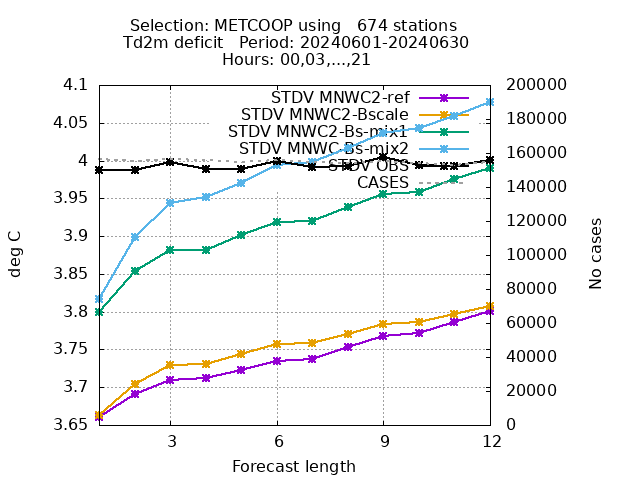 Selection: METCOOP using   674 stations
Td2m deficit   Period: 20240601-20240630
Hours: 00,03,...,21
STDV MNWC2-ref
STDV MNWC2-Bscale
STDV MNWC2-Bs-mix1
STDV MNWC-Bs-mix2
STDV OBS
CASES
4.1
4.05
4
3.95
3.9
3.85
3.8
3.75
3.7
3.65
deg C
200000
180000
160000
140000
120000
100000
80000
60000
40000
20000
0
No cases
3
6
9
12
Forecast length